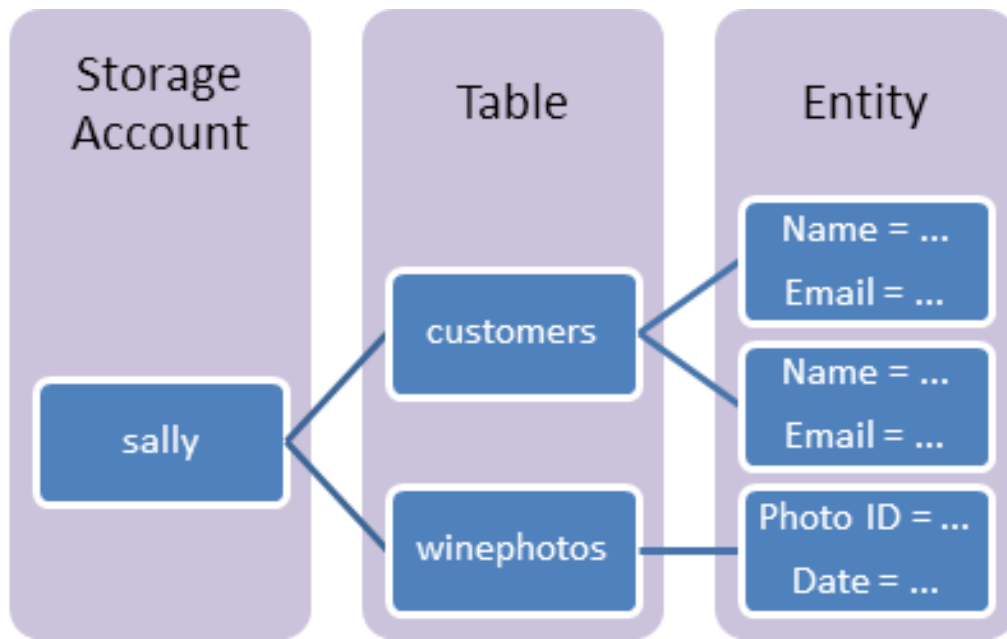 Storage
Account
Table
Entity
sally
customers
winephotos
Name = ...
Email = ...
Name = ...
Email = ...
Photo ID = ...
Date = ...